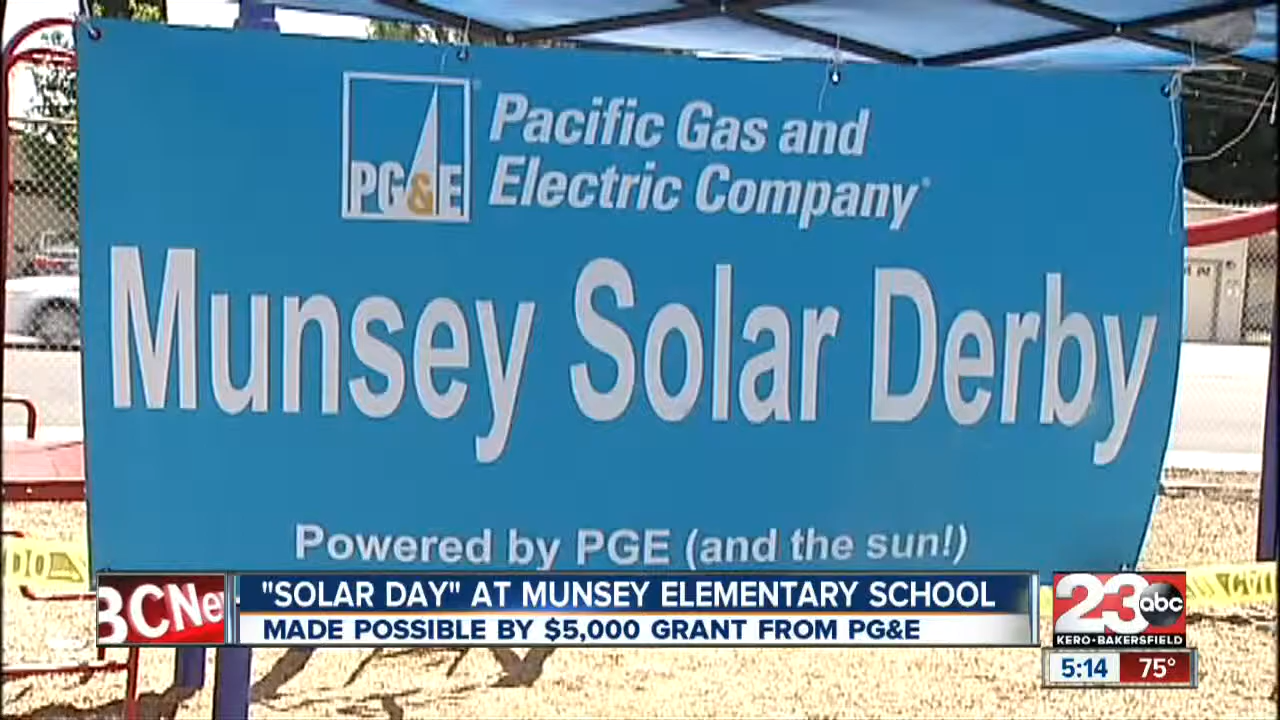 Pacific Gas and
Electric Company
PG&E
Munsey Solar Derby
Powered by PGE (and the sun!)
"SOLAR DAY" AT MUNSEY ELEMENTARY SCHOOL
MADE POSSIBLE BY $5,000 GRANT FROM PG&E
3CNe
23 abc
KERO-BAKERSFIELD
5:14 75°